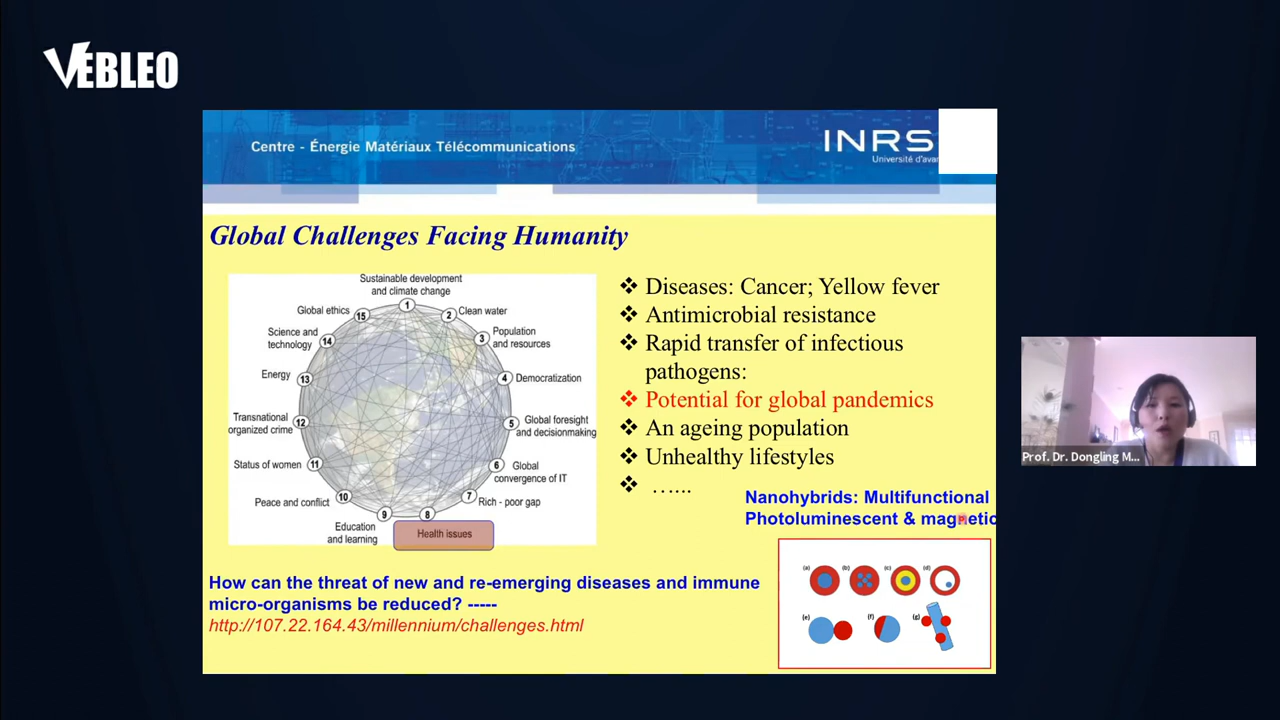 VEBLEO
Centre - Énergie Matériaux Télécommunications
INRS
Université d'avan
Global Challenges Facing Humanity
Sustainable development
and climate change
1
Global ethics
15
2
Clean water
Science and
technology
14
3
Population
and resources
Energy
13
4
Democratization
Transnational
organized crime
12
5
Global foresight
and decisionmaking
Status of women
11
6
Global
convergence of IT
Peace and conflict
10
7
Rich - poor gap
Education
and learning
9
8
Health issues
❖ Diseases: Cancer; Yellow fever
❖ Antimicrobial resistance
❖ Rapid transfer of infectious
pathogens:
❖ Potential for global pandemics
❖ An ageing population
❖ Unhealthy lifestyles
❖ …...
Nanohybrids: Multifunctional
Photoluminescent & magnetic
(a) (b) (c) (d)
(e) (f) (g)
How can the threat of new and re-emerging diseases and immune
micro-organisms be reduced? -----
http://107.22.164.43/millennium/challenges.html
Prof. Dr. Dongling M...